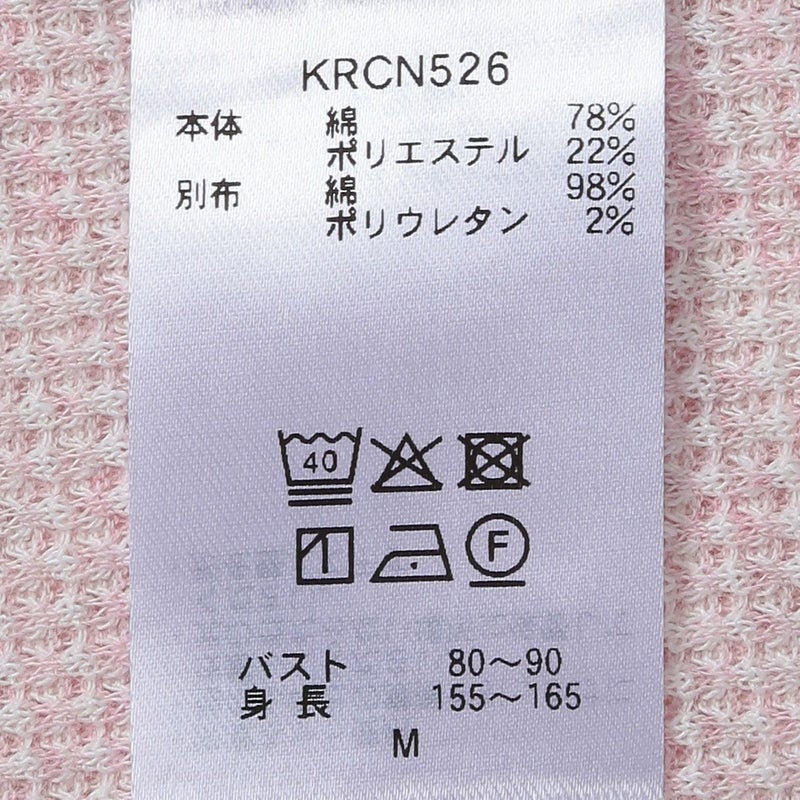 KRCN526
本体 綿 78%
ポリエステル 22%
別布 綿 98%
ポリウレタン 2%
40
F
バスト 80〜90
身長 155〜165
M